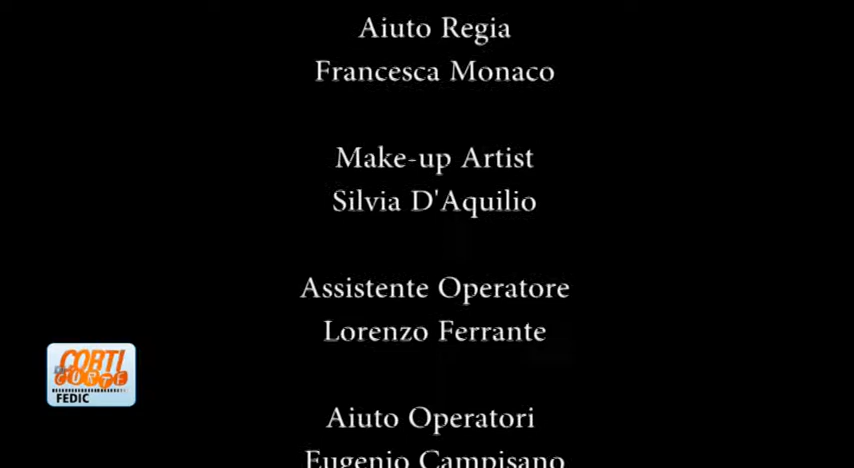 Aiuto Regia
Francesca Monaco
Make-up Artist
Silvia D'Aquilio
Assistente Operatore
Lorenzo Ferrante
CORTI
CORTE
FEDIC
Aiuto Operatori
Eugenio Campisano